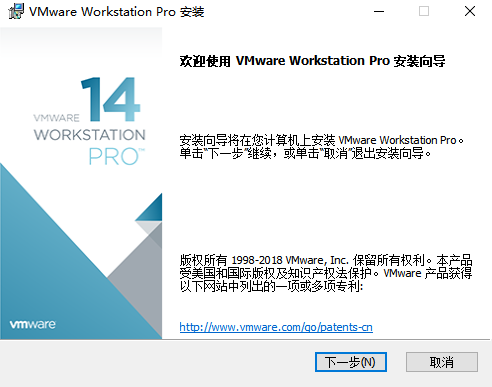 VMware Workstation Pro 安装
欢迎使用 VMware Workstation Pro 安装向导
VMWARE 14
WORKSTATION
PRO™
安装向导将在您计算机上安装 VMware Workstation Pro。
单击“下一步”继续，或单击“取消”退出安装向导。
版权所有 1998-2018 VMware, Inc. 保留所有权利。本产品
受美国和国际版权及知识产权法保护。VMware 产品获得
以下网站中列出的一项或多项专利:
http://www.vmware.com/go/patents-cn
vmware
下一步(N)
取消